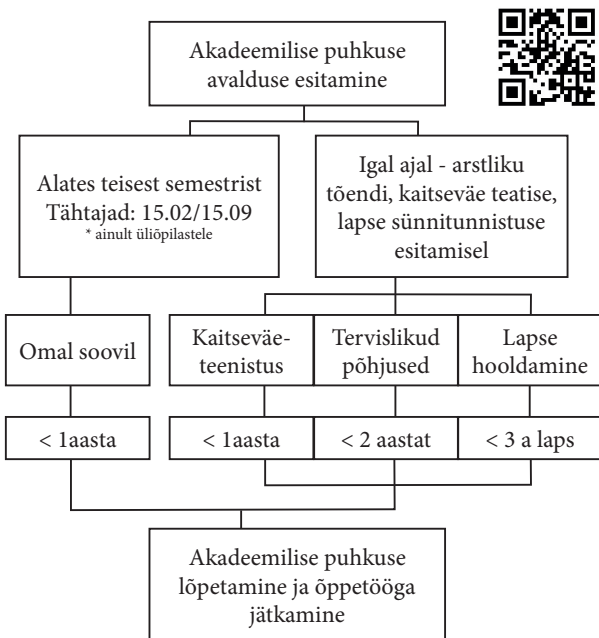 Akadeemilise puhkuse
avalduse esitamine
Alates teisest semestrist
Tähtajad: 15.02/15.09
* ainult üliõpilastele
Igal ajal - arstliku
tõendi, kaitseväe teatise,
lapse sünnitunnistuse
esitamisel
Omal soovil
Kaitseväe-
teenistus
Tervislikud
põhjused
Lapse
hooldamine
< 1aasta
< 1aasta
< 2 aastat
< 3 a laps
Akadeemilise puhkuse
lõpetamine ja õppetööga
jätkamine